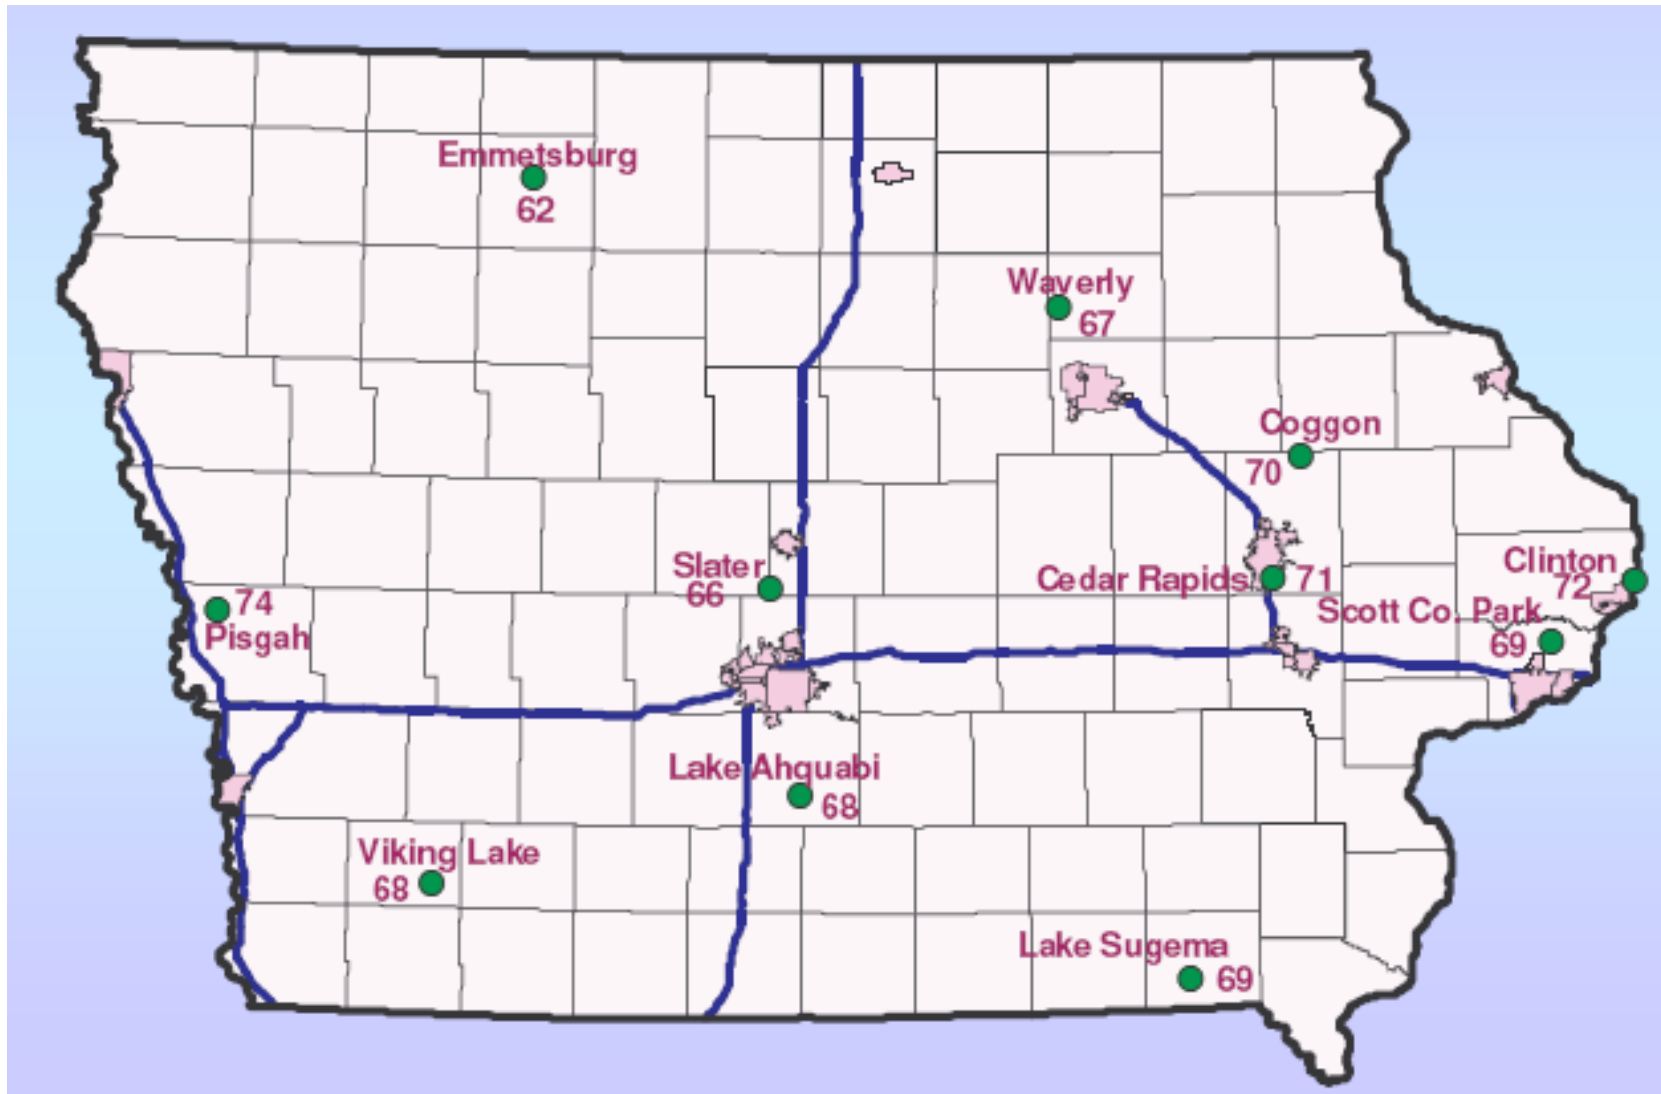 Emmetsburg
62
Waverly
67
Coggon
70
Slater
66
Cedar Rapids 71
Clinton
72
74
Pisgah
Scott Co. Park
69
Lake Ahquabi
68
Viking Lake
68
Lake Sugema
69